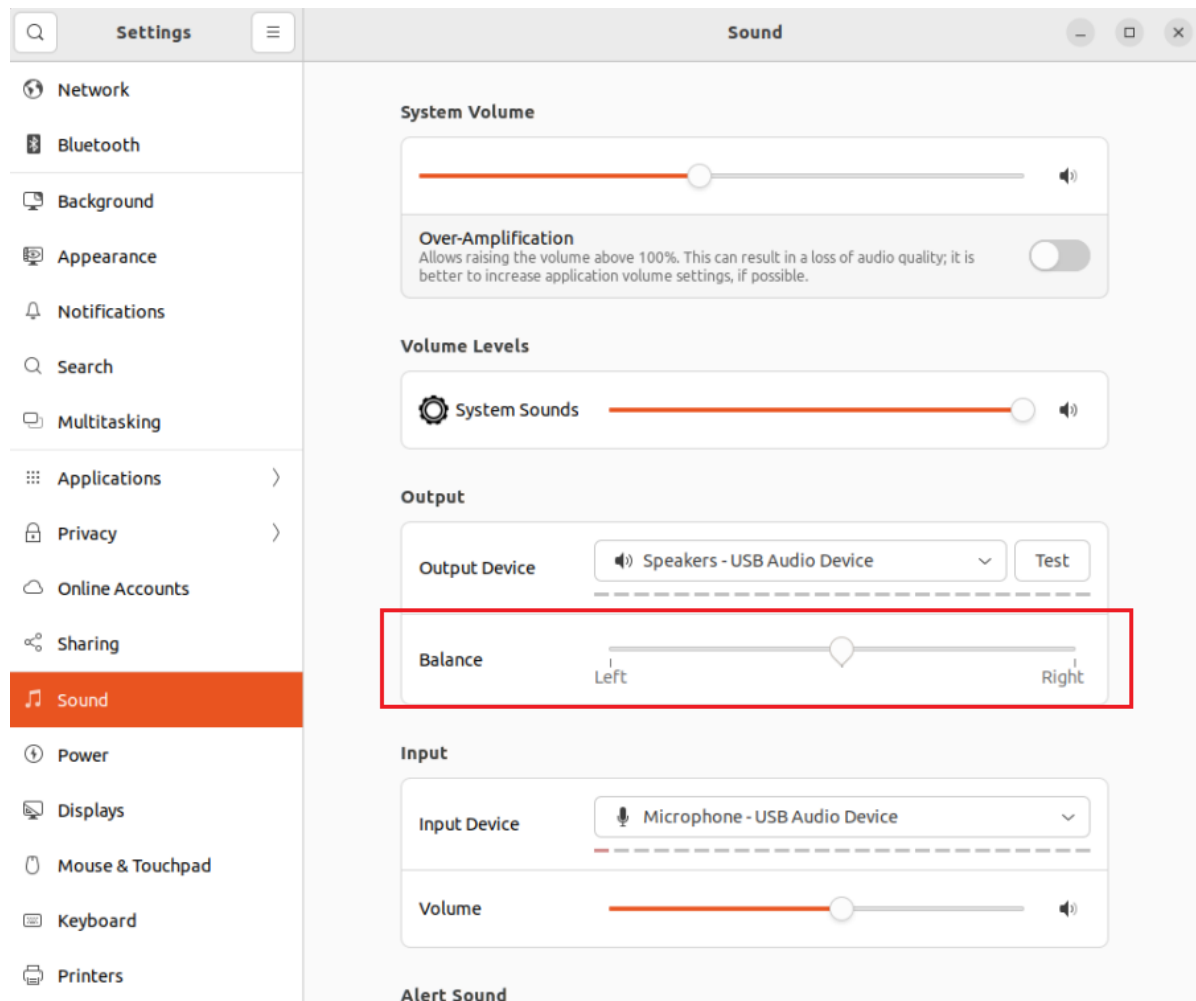 Settings
Sound
Network
Bluetooth
Background
Appearance
Notifications
Search
Multitasking
Applications
Privacy
Online Accounts
Sharing
Sound
Power
Displays
Mouse & Touchpad
Keyboard
Printers
System Volume
Over-Amplification
Allows raising the volume above 100%. This can result in a loss of audio quality; it is
better to increase application volume settings, if possible.
Volume Levels
System Sounds
Output
Output Device
Speakers - USB Audio Device
Test
Balance
Left
Right
Input
Input Device
Microphone - USB Audio Device
Volume
Alert Sound